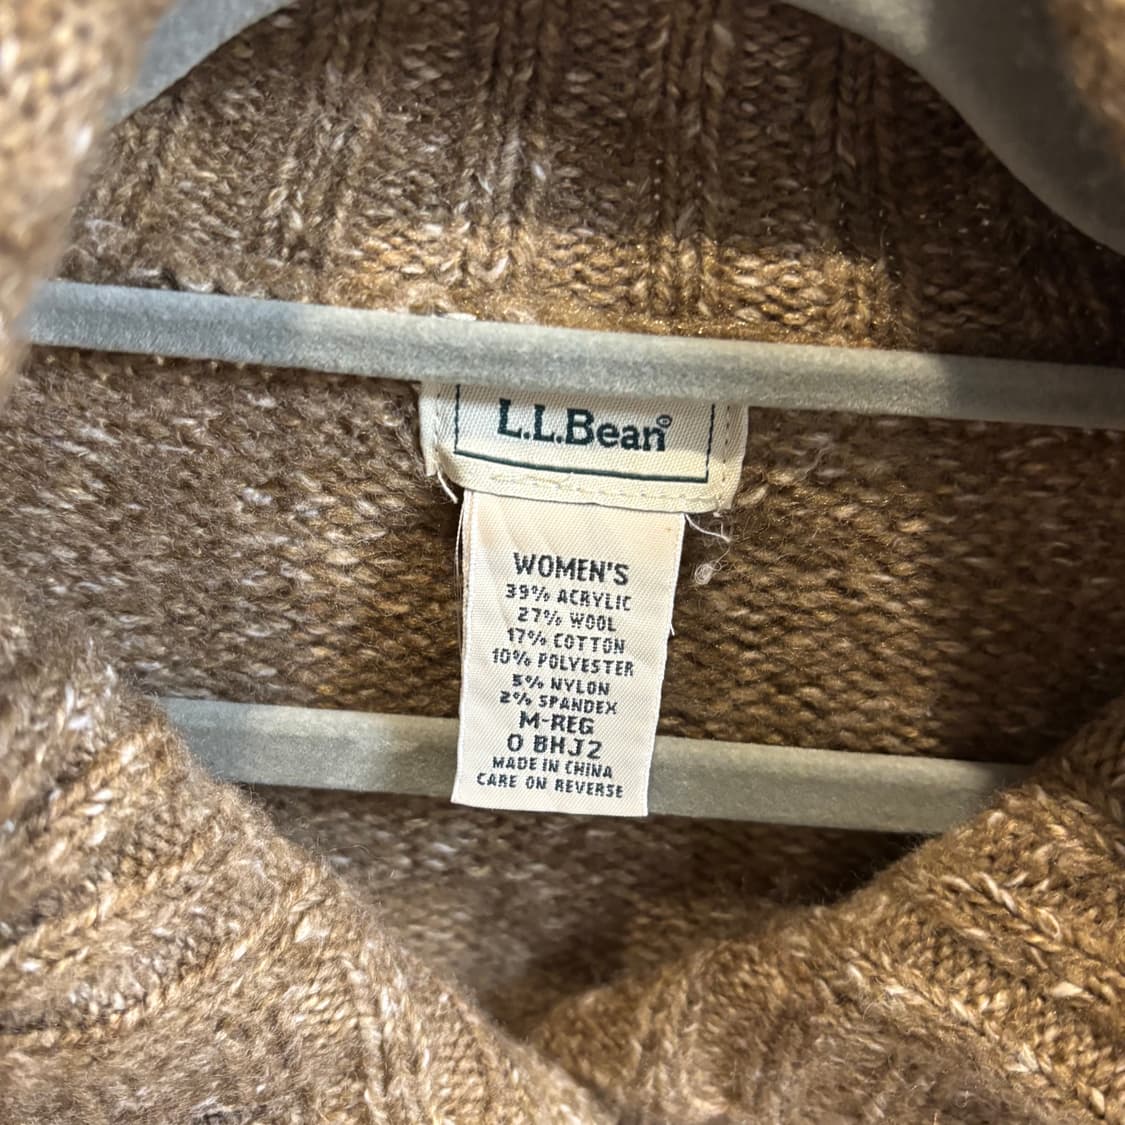 L.L.Bean®
WOMEN'S
39% ACRYLIC
27% WOOL
17% COTTON
10% POLYESTER
5% NYLON
2% SPANDEX
M-REG
O BHJ2
MADE IN CHINA
CARE ON REVERSE